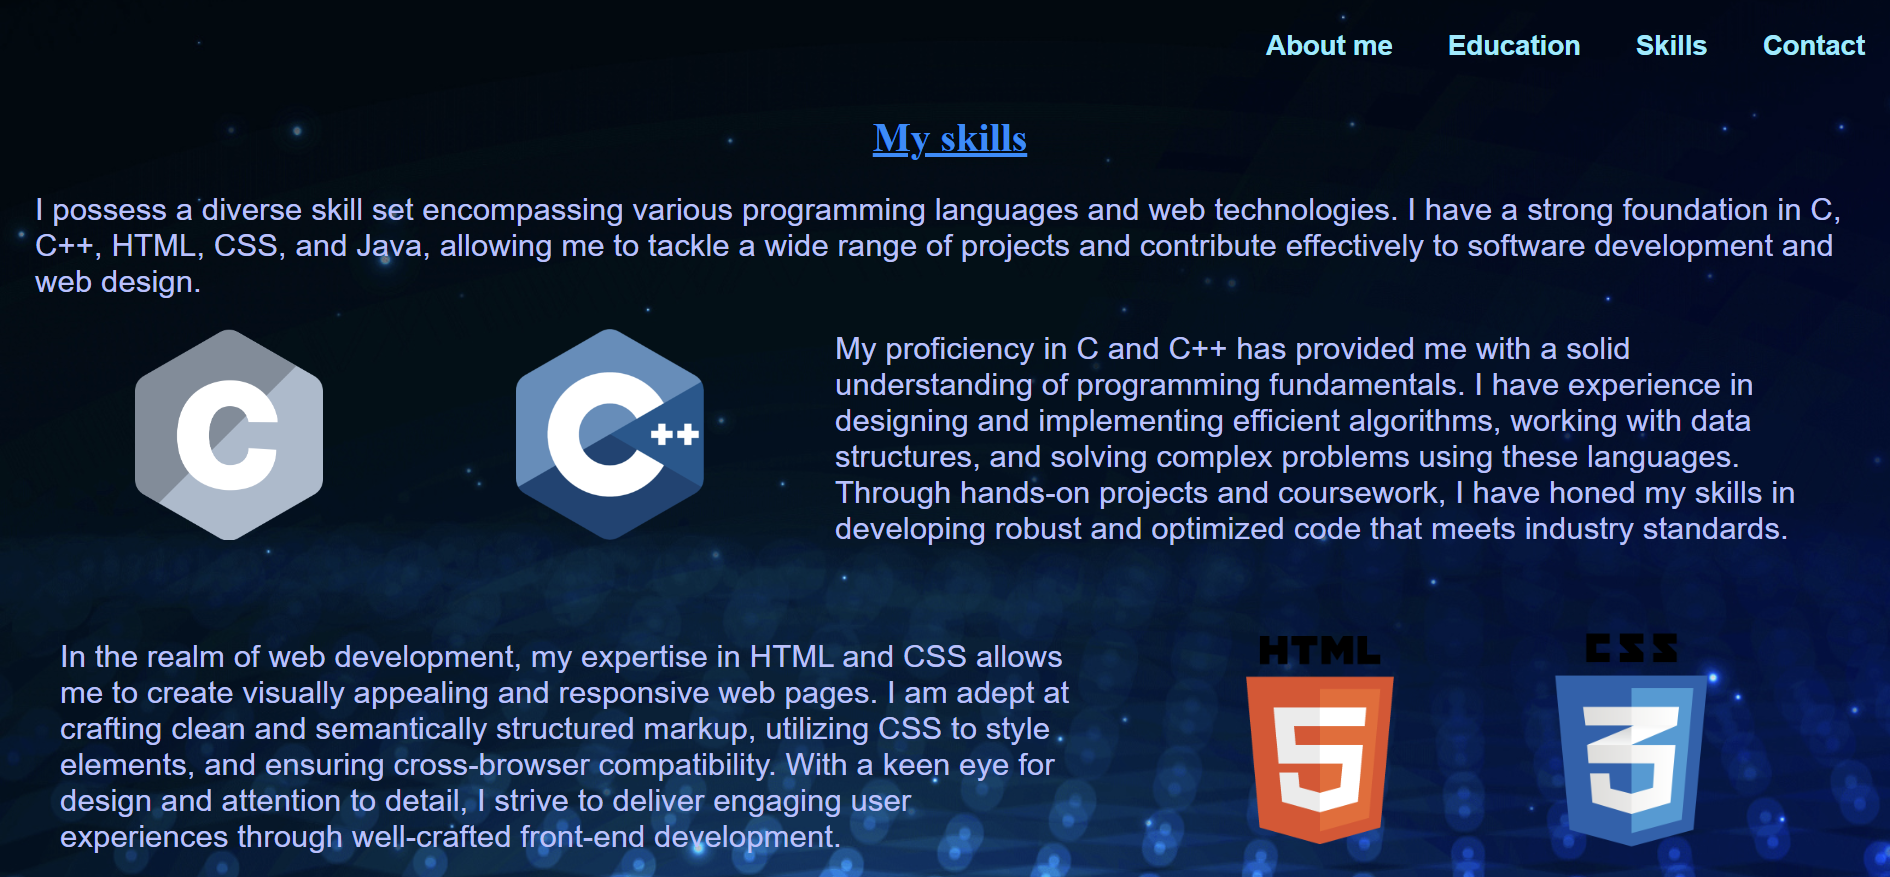 About me Education Skills Contact
My skills
I possess a diverse skill set encompassing various programming languages and web technologies. I have a strong foundation in C,
C++, HTML, CSS, and Java, allowing me to tackle a wide range of projects and contribute effectively to software development and
web design.
C
C++
My proficiency in C and C++ has provided me with a solid
understanding of programming fundamentals. I have experience in
designing and implementing efficient algorithms, working with data
structures, and solving complex problems using these languages.
Through hands-on projects and coursework, I have honed my skills in
developing robust and optimized code that meets industry standards.
In the realm of web development, my expertise in HTML and CSS allows
me to create visually appealing and responsive web pages. I am adept at
crafting clean and semantically structured markup, utilizing CSS to style
elements, and ensuring cross-browser compatibility. With a keen eye for
design and attention to detail, I strive to deliver engaging user
experiences through well-crafted front-end development.
HTML
5
CSS
3